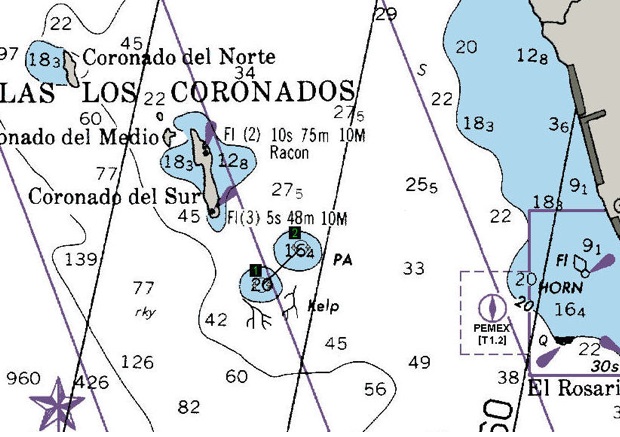 29
22
45
20
12₈
97
18₃
Coronado del Norte
34
S
LAS LOS CORONADOS
22
22
27₅
60
18₃
3₆
onado del Medio
Fl (2) 10s 75m 10M
Racon
18₃
12₈
77
27₅
25₅
9₁
Coronado del Sur
18₃
45
Fl(3) 5s 48m 10M
22
2
16₄
PA
9₁
139
33
Fl
1
20
20
HORN
77
rky
Kelp
20
16₄
42
PEMEX
[T1.2]
Q
45
22
126
49
30s
960
426
60
38
56
El Rosari
82
60
3